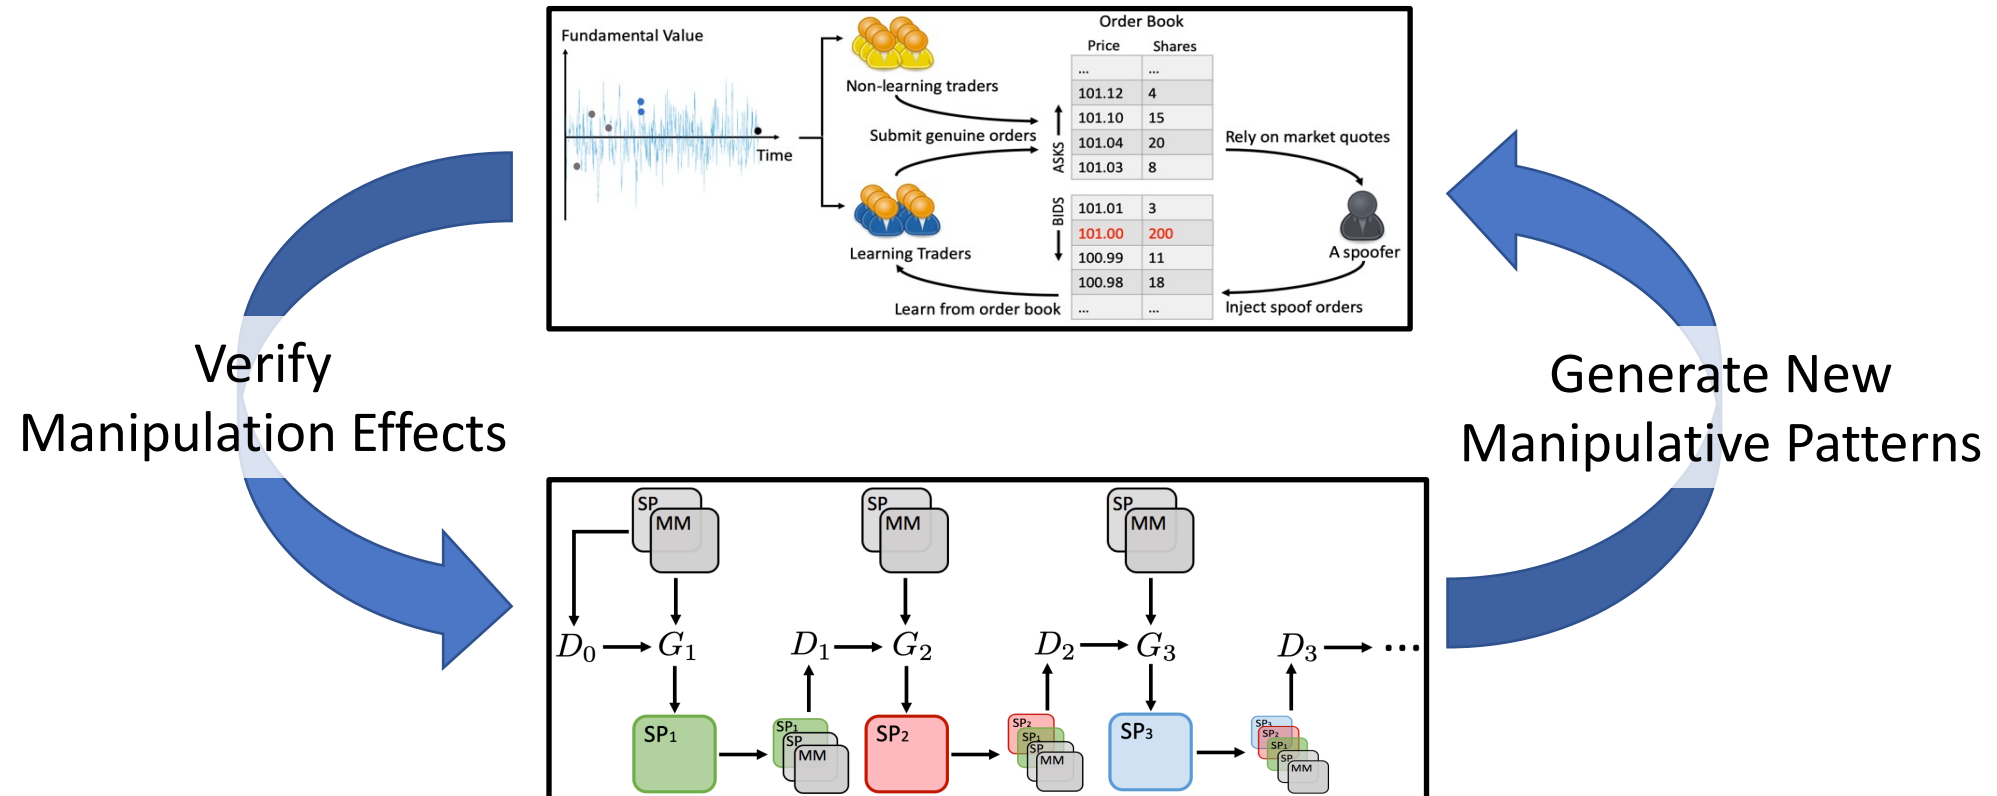 Fundamental Value
Time
Non-learning traders
Submit genuine orders
Learning Traders
Learn from order book
Order Book
Price Shares
... ...
101.12 4
101.10 15
101.04 20
101.03 8
ASKS
BIDS
101.01 3
101.00 200
100.99 11
100.98 18
... ...
Rely on market quotes
A spoofer
Inject spoof orders
Verify
Manipulation Effects
Generate New
Manipulative Patterns
SP
MM
SP
MM
SP
MM
D0 G1 D1 G2 D2 G3 D3 ...
SP1
SP1
SP
MM
SP2
SP2
SP1
SP
MM
SP3
SP3
SP2
SP1
SP
MM